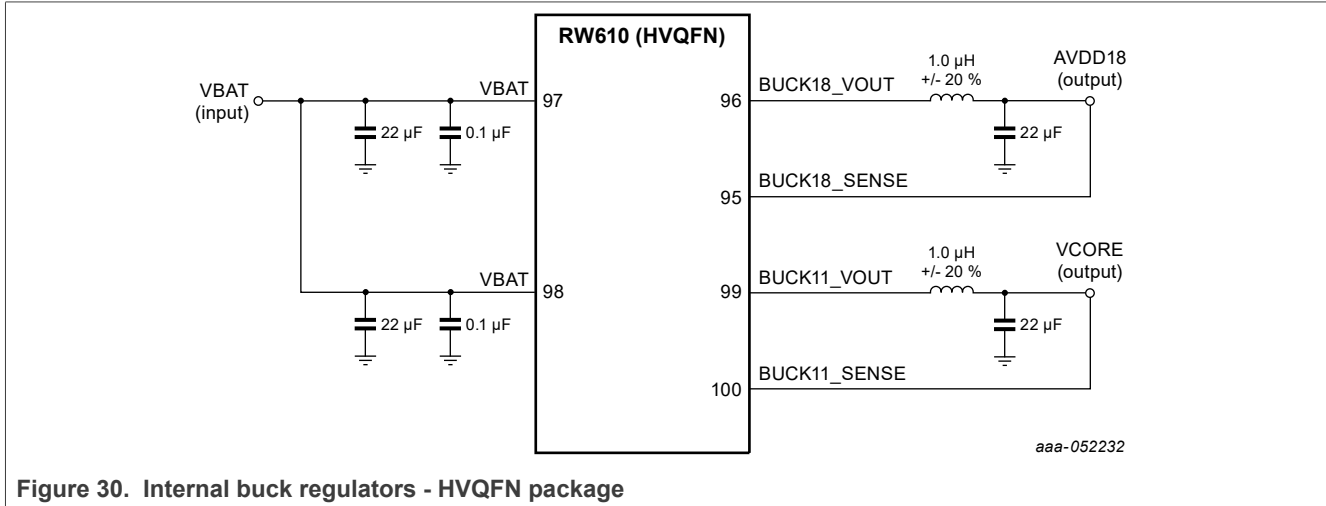 RW610 (HVQFN)
VBAT
(input)
VBAT
97
22 µF
0.1 µF
VBAT
98
22 µF
0.1 µF
96
BUCK18_VOUT
1.0 µH
+/- 20 %
AVDD18
(output)
22 µF
95
BUCK18_SENSE
99
BUCK11_VOUT
1.0 µH
+/- 20 %
VCORE
(output)
22 µF
100
BUCK11_SENSE
aaa-052232
Figure 30. Internal buck regulators - HVQFN package